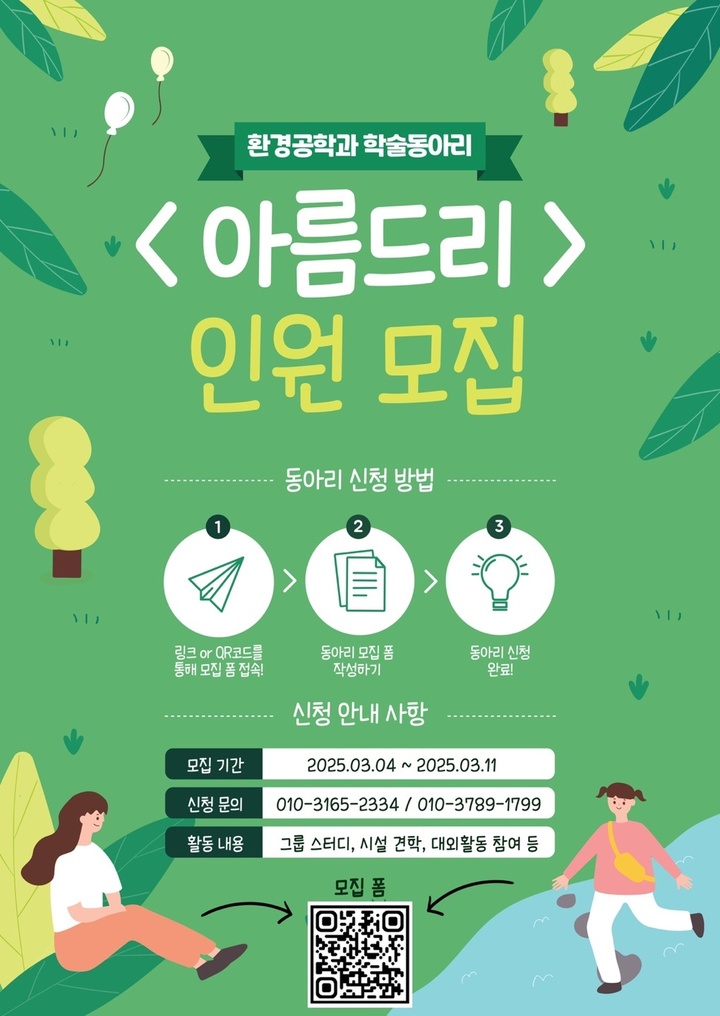 환경공학과 학술동아리
< 아름드리 >
인원 모집
동아리 신청 방법
1
2
3
링크 or QR코드를
통해 모집 폼 접속!
동아리 모집 폼
작성하기
동아리 신청
완료!
신청 안내 사항
모집 기간 2025.03.04 ~ 2025.03.11
신청 문의 010-3165-2334 / 010-3789-1799
활동 내용 그룹 스터디, 시설 견학, 대외활동 참여 등
모집 폼